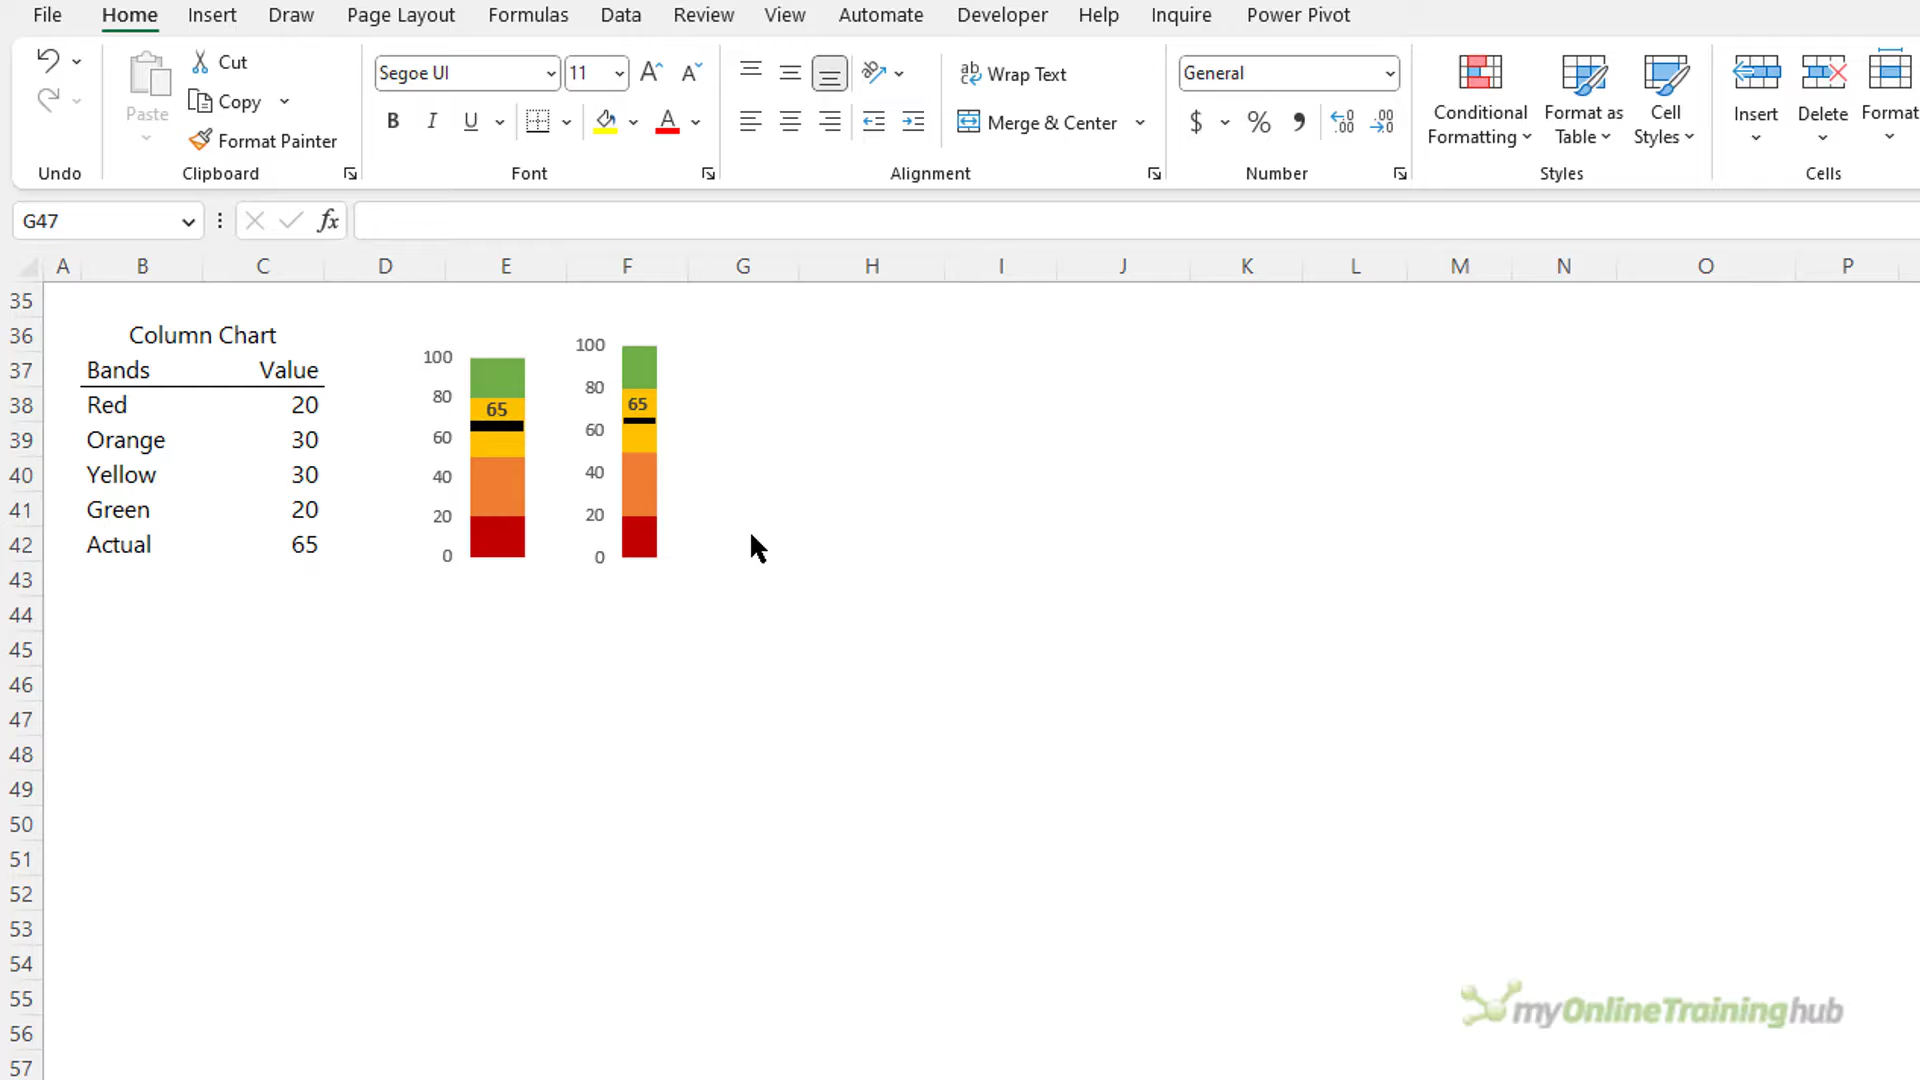 File Home Insert Draw Page Layout Formulas Data Review View Automate Developer Help Inquire Power Pivot
Paste
Cut
Copy
Format Painter
Segoe UI 11
B I U
ab Wrap Text
Merge & Center
General
$ % 9
Conditional Formatting
Format as Table
Cell Styles
Insert
Delete
Format
Undo Clipboard Font Alignment Number Styles Cells
G47 fx
A B C D E F G H I J K L M N O P
35
36 Column Chart
37 Bands Value
38 Red 20
39 Orange 30
40 Yellow 30
41 Green 20
42 Actual 65
43
44
45
46
47
48
49
50
51
52
53
54
55
56
57
100
80
65
60
40
20
0
100
80
65
60
40
20
0
myOnlineTraininghub